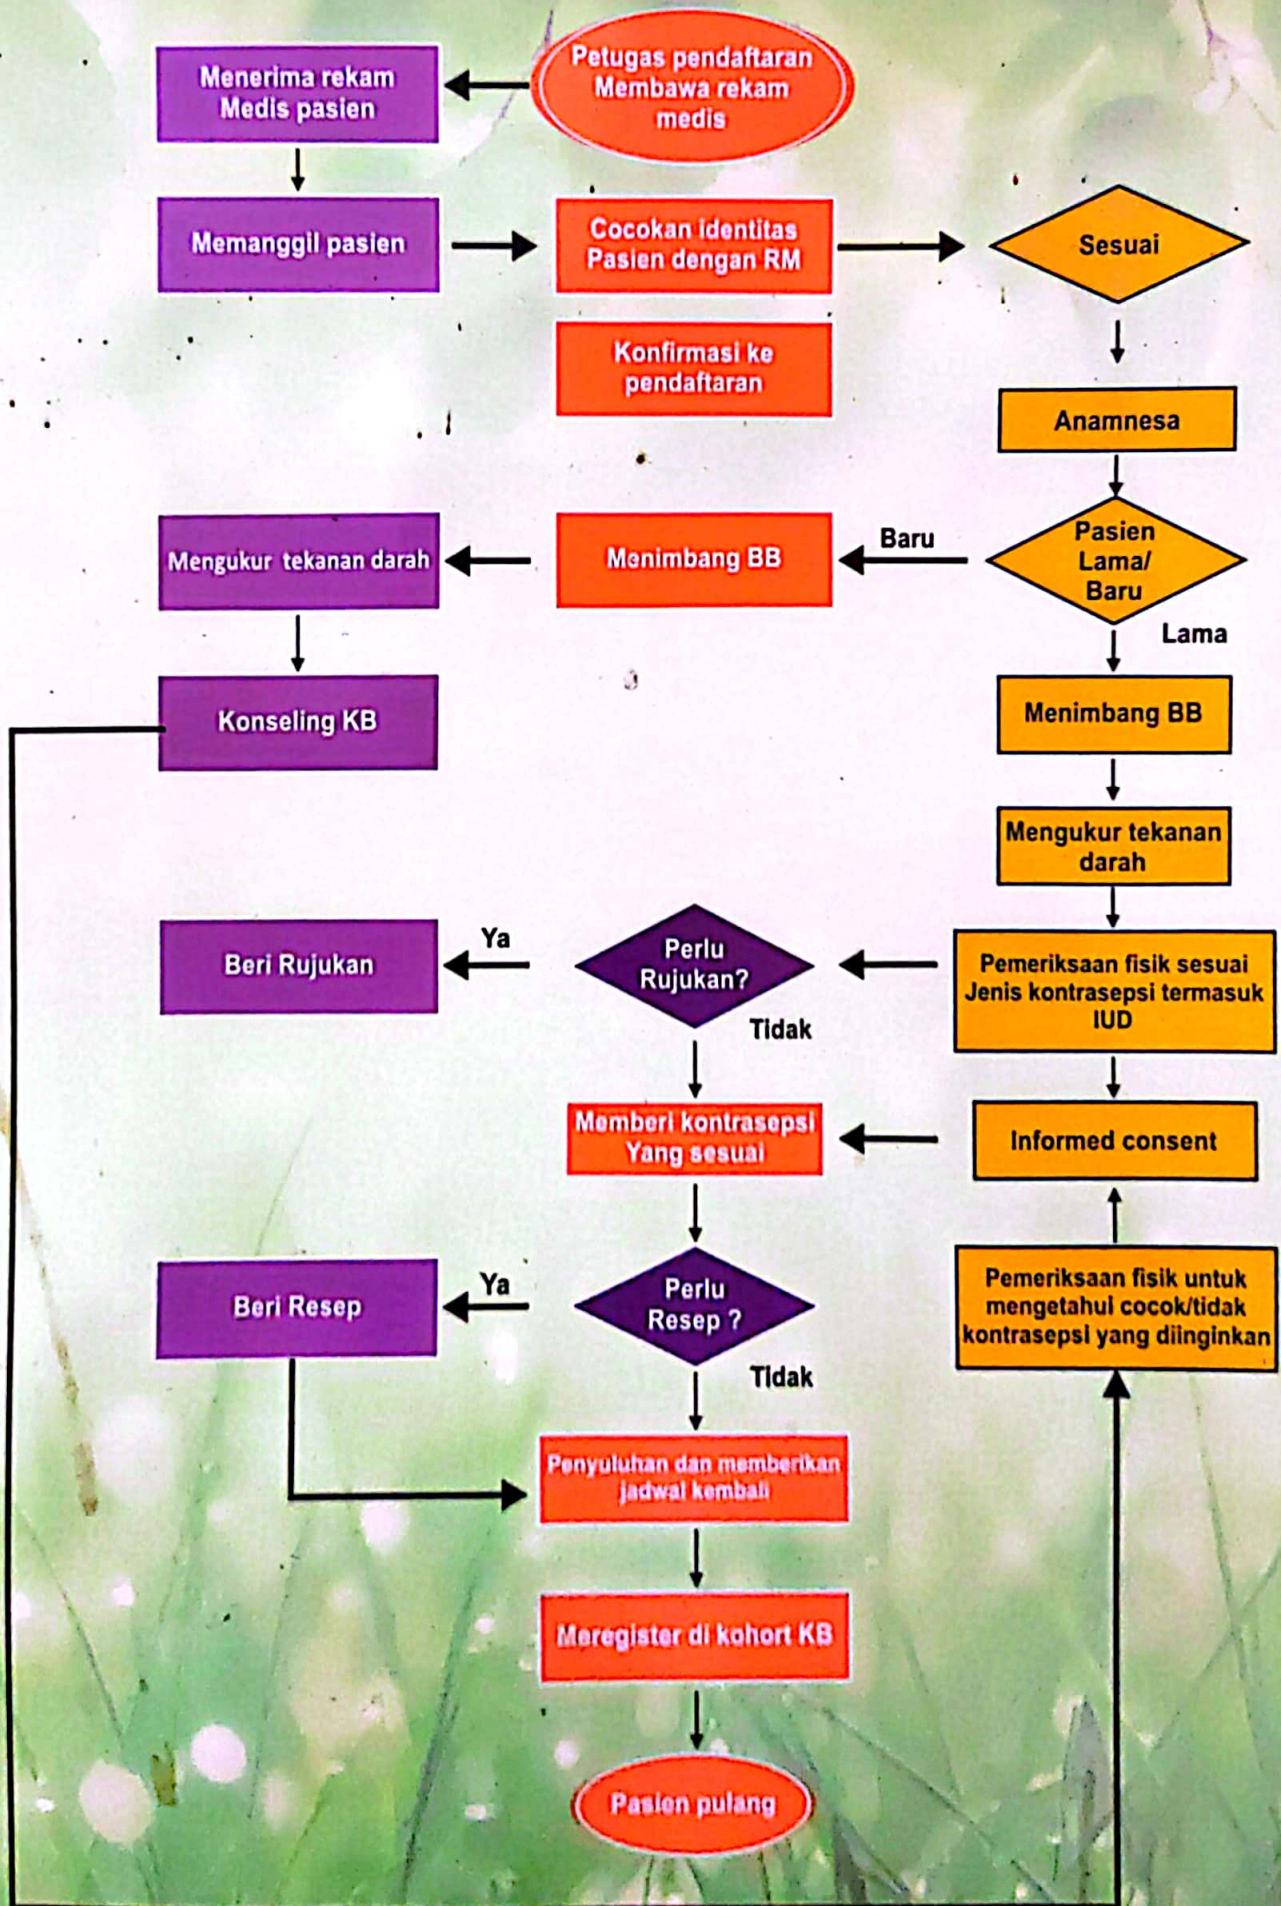 Petugas pendaftaran
Membawa rekam
medis
Menerima rekam
Medis pasien
Memanggil pasien
Cocokan identitas
Pasien dengan RM
Sesuai
Konfirmasi ke
pendaftaran
Anamnesa
Pasien
Lama/
Baru
Baru
Menimbang BB
Mengukur tekanan darah
Konseling KB
Lama
Menimbang BB
Mengukur tekanan
darah
Pemeriksaan fisik sesuai
Jenis kontrasepsi termasuk
IUD
Perlu
Rujukan?
Ya
Beri Rujukan
Tidak
Informed consent
Memberi kontrasepsi
Yang sesuai
Pemeriksaan fisik untuk
mengetahui cocok/tidak
kontrasepsi yang diinginkan
Perlu
Resep ?
Ya
Beri Resep
Tidak
Penyuluhan dan memberikan
jadwal kembali
Meregister di kohort KB
Pasien pulang